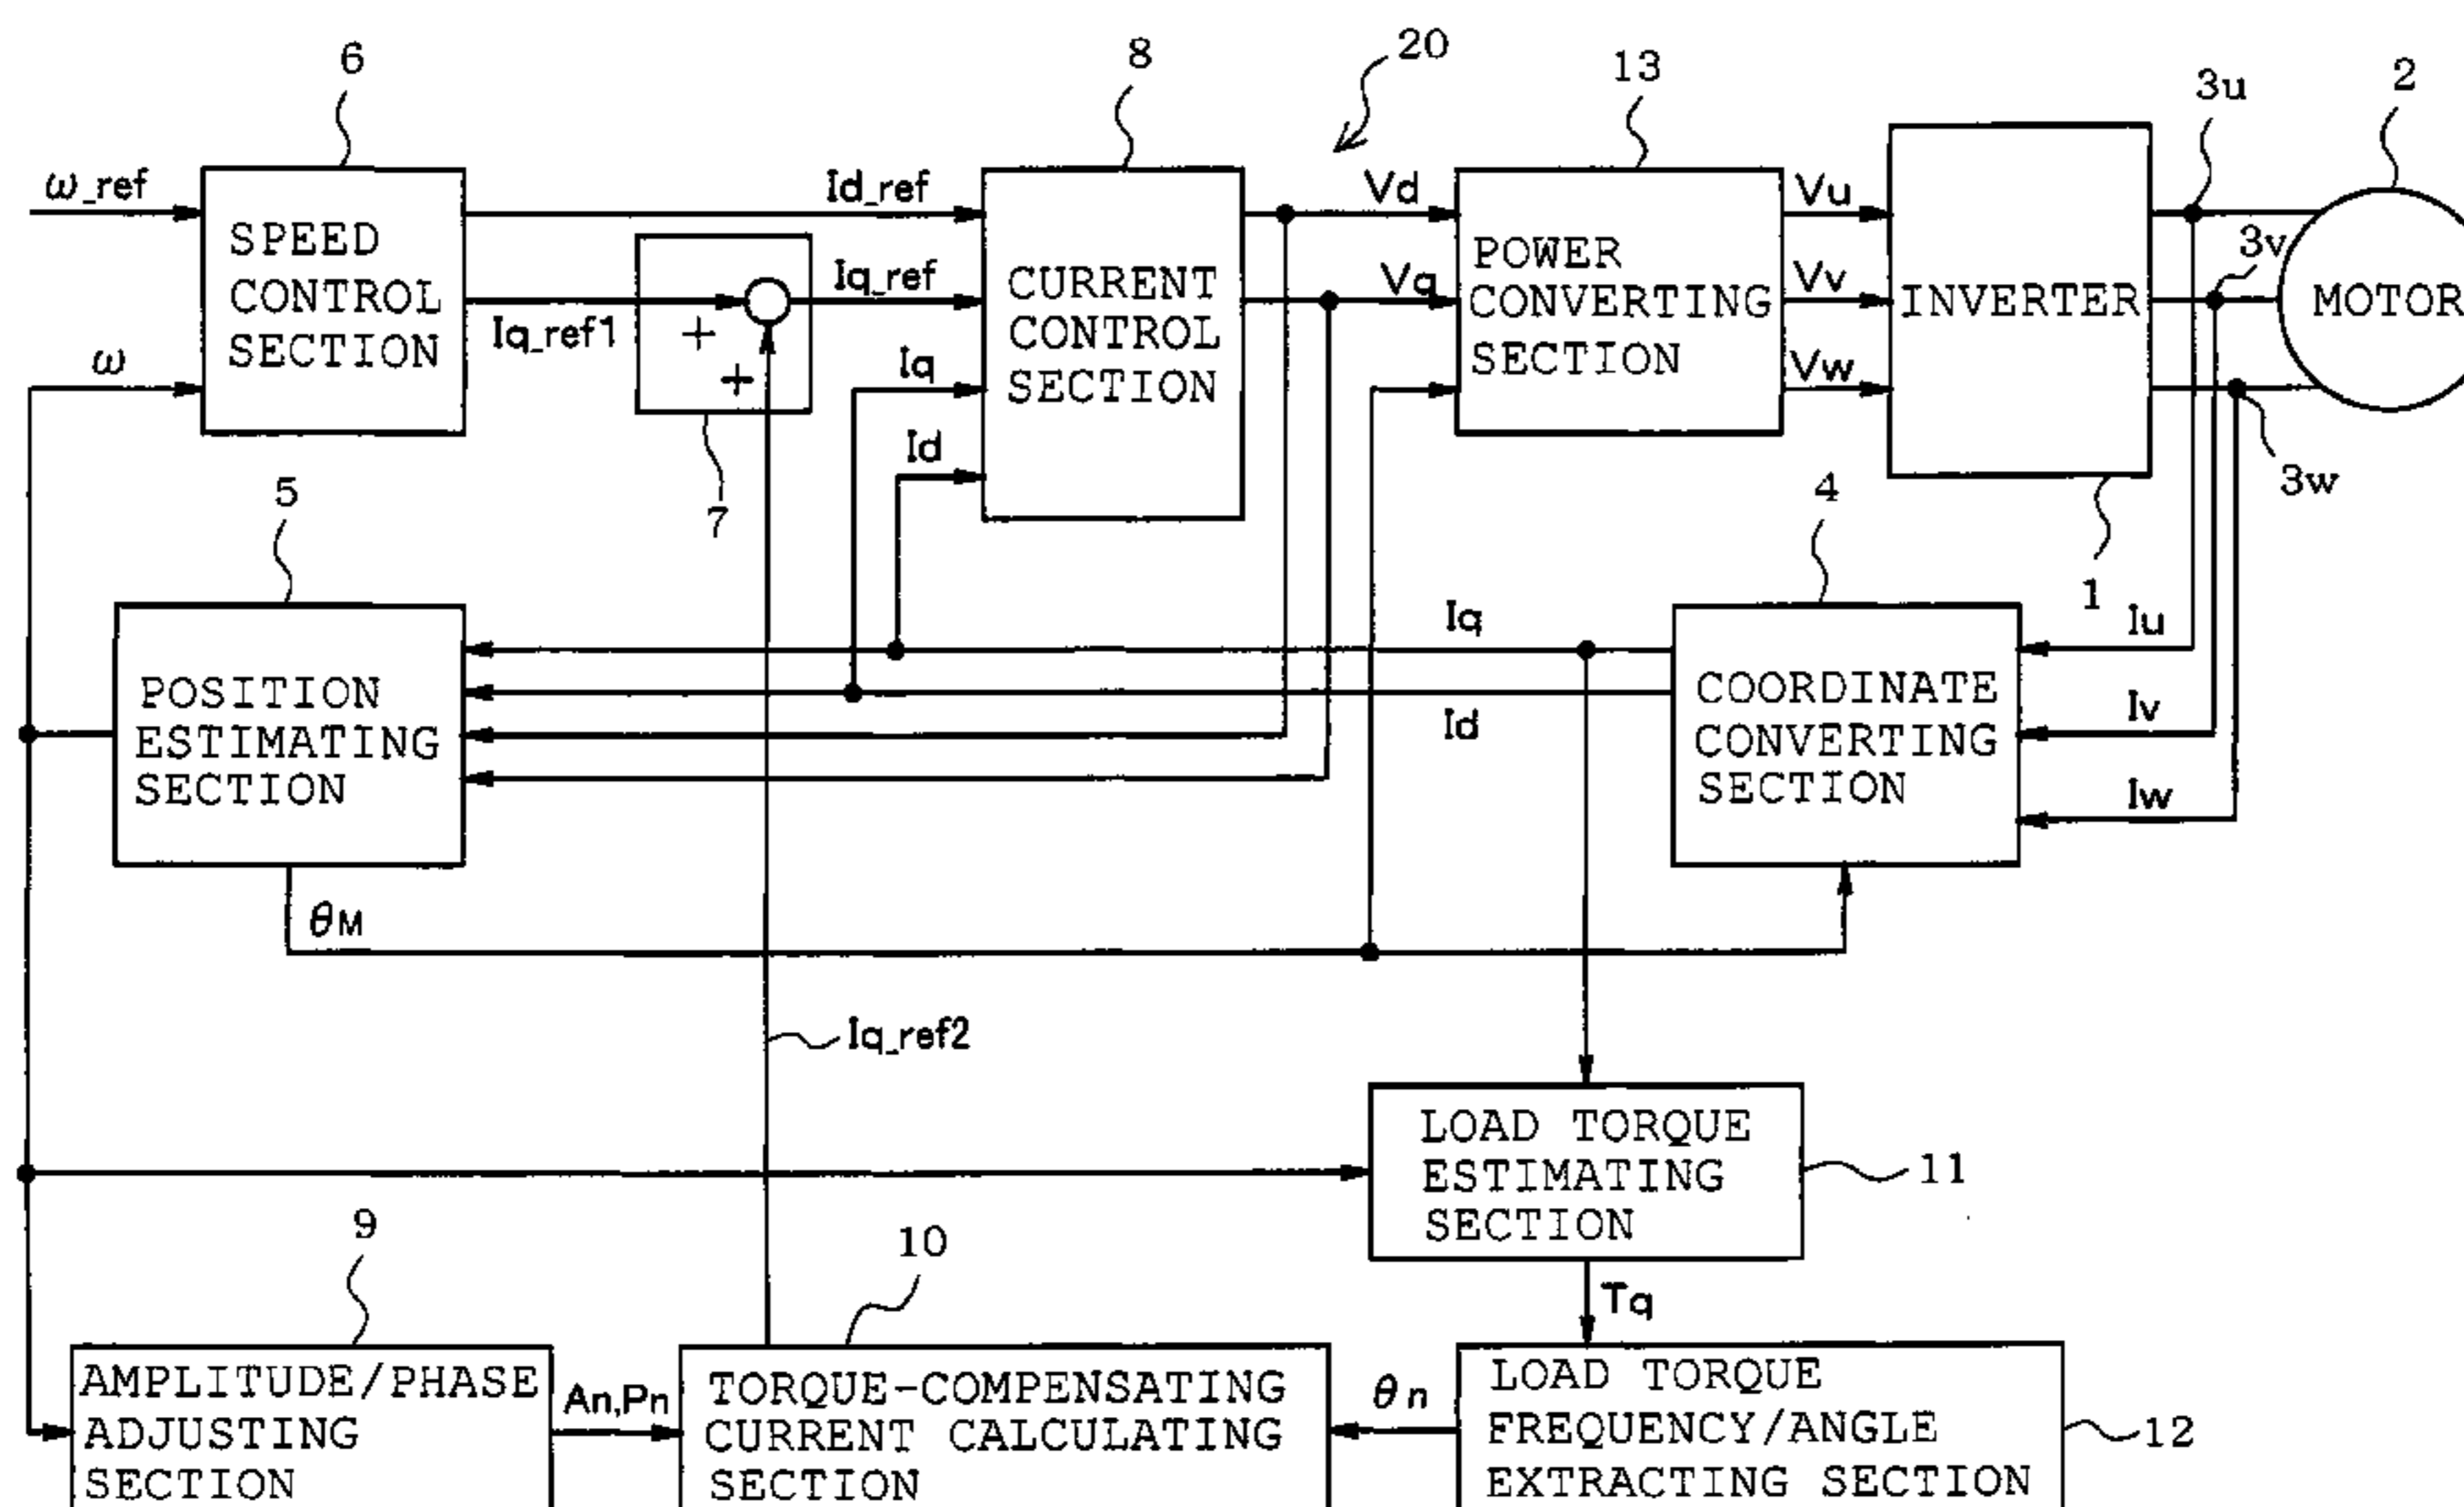 6
8
20
13
3u
2
ω_ref
SPEED
CONTROL
SECTION
Id_ref
Iq_ref1
+
+
Iq_ref
CURRENT
CONTROL
SECTION
Vd
Vq
POWER
CONVERTING
SECTION
Vu
Vv
Vw
INVERTER
3v
MOTOR
ω
Iq
Id
7
3w
1
5
4
POSITION
ESTIMATING
SECTION
Iq
Id
COORDINATE
CONVERTING
SECTION
Iu
Iv
Iw
θM
Iq_ref2
LOAD TORQUE
ESTIMATING
SECTION
11
9
10
Tq
AMPLITUDE/PHASE
ADJUSTING
SECTION
An,Pn
TORQUE-COMPENSATING
CURRENT CALCULATING
SECTION
θn
LOAD TORQUE
FREQUENCY/ANGLE
EXTRACTING SECTION
12